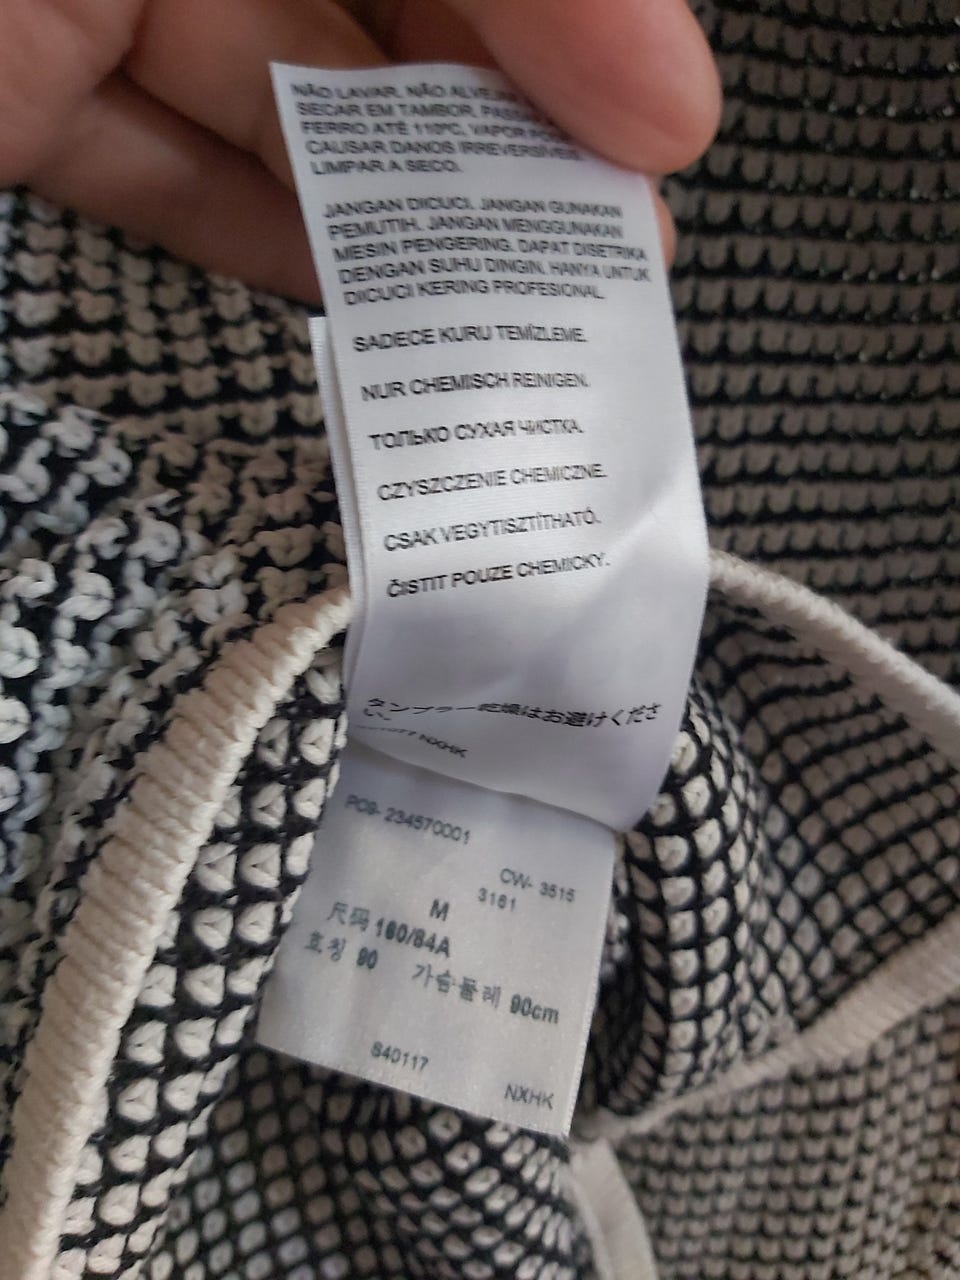 NÃO LAVAR. NÃO
SECAR EM TAMBOR,
FERRO ATÉ 110ºC, VAPOR
CAUSAR DANOS IRREVERSÍVEIS.
LIMPAR A SECO.
JANGAN DICUCI. JANGAN GUNAKAN
PEMUTIH. JANGAN MENGGUNAKAN
MESIN PENGERING. DAPAT DISETRIKA
DENGAN SUHU DINGIN. HANYA UNTUK
DICUCI KERING PROFESIONAL.
SADECE KURU TEMİZLEME.
NUR CHEMISCH REINIGEN.
ТОЛЬКО СУХАЯ ЧИСТКА.
CZYSZCZENIE CHEMICZNE.
CSAK VEGYTISZTÍTHATÓ.
ČISTIT POUZE CHEMICKY.
タンブラー乾燥はお避けくださ
い
NXHK
PO9- 234570001
CW- 3515
3161
M
尺码 160/84A
호칭 90 가슴둘레 90cm
840117
NXHK